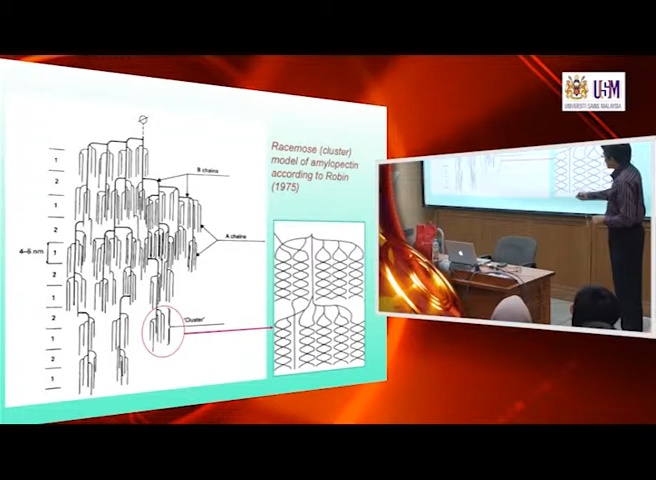 USM
UNIVERSITI SAINS MALAYSIA
Racemose (cluster)
model of amylopectin
according to Robin
(1975)
B chains
A chains
4–6 nm
"Cluster"
1
2
1
2
1
2
1
2
1
2
1